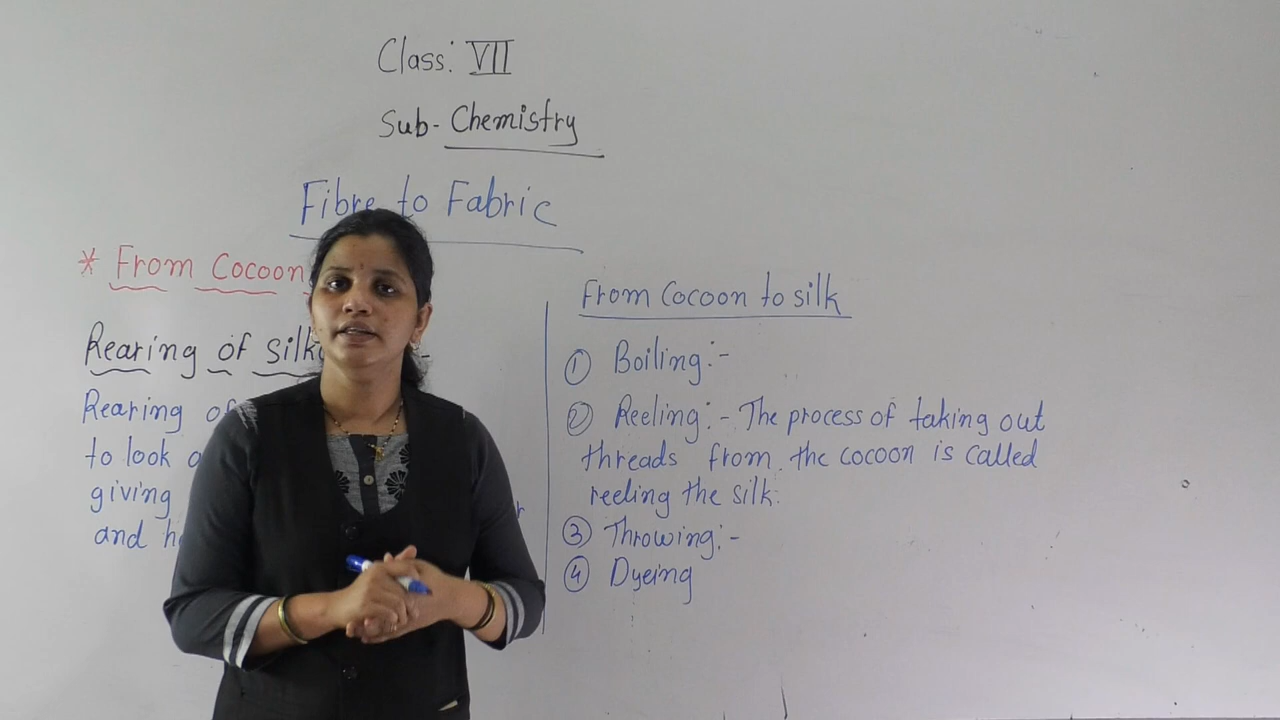 Class: VII
Sub- Chemistry
Fibre to Fabric
* From Cocoon
Rearing of
Rearing
to look
giving
and
From Cocoon to silk
① Boiling:-
② Reeling:- The process of taking out
threads from the cocoon is called
reeling the silk.
③ Throwing:-
④ Dyeing